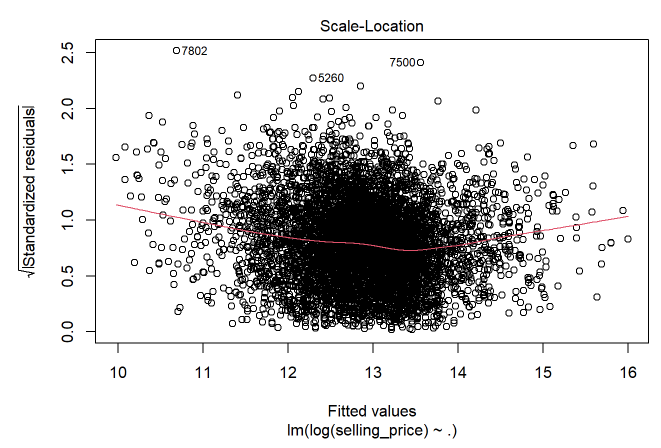 Scale-Location
√|Standardized residuals|
2.5
2.0
1.5
1.0
0.5
0.0
7802
7500
5260
10 11 12 13 14 15 16
Fitted values
lm(log(selling_price) ~ .)